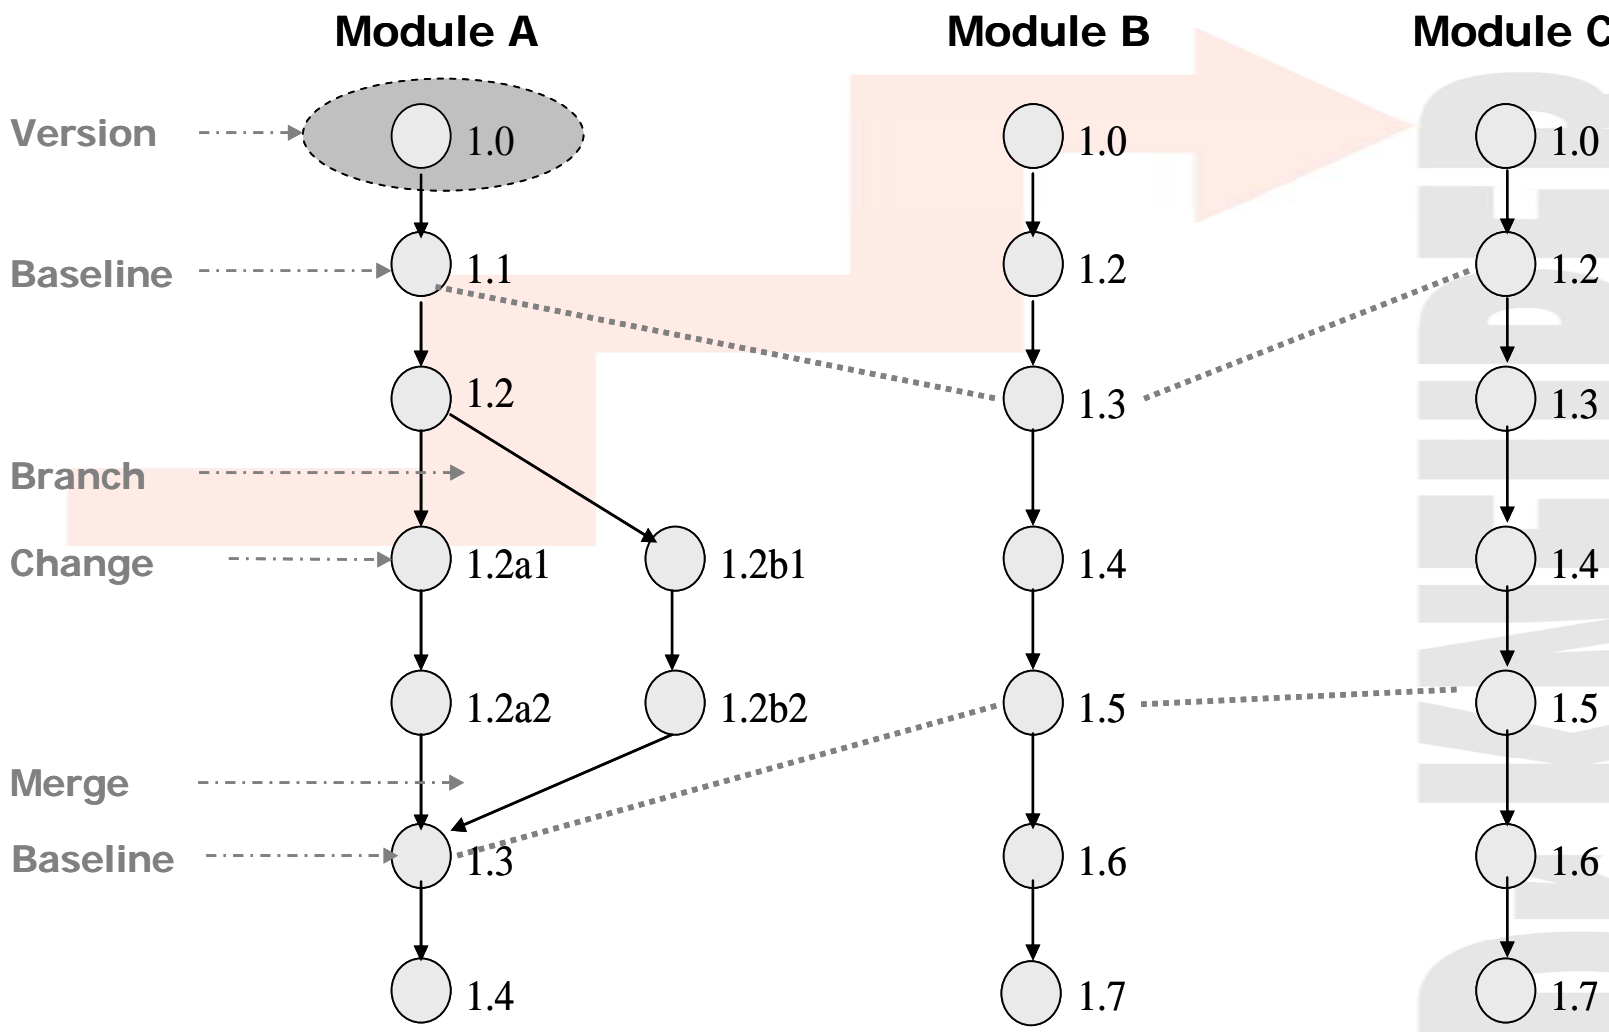 Module A Module B Module C
Version 1.0 1.0 1.0
Baseline 1.1 1.2 1.2
1.2 1.3 1.3
Branch
Change 1.2a1 1.2b1 1.4 1.4
1.2a2 1.2b2 1.5 1.5
Merge
Baseline 1.3 1.6 1.6
1.4 1.7 1.7